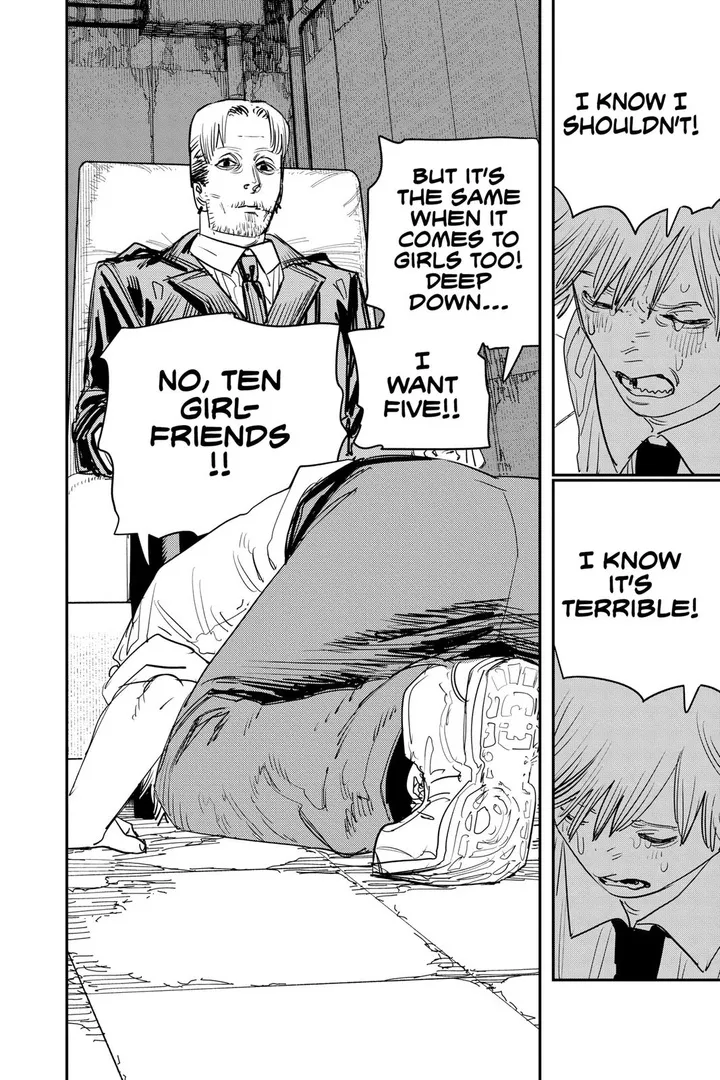 I KNOW I
SHOULDN'T!
I KNOW
IT'S
TERRIBLE!
BUT IT'S
THE SAME
WHEN IT
COMES TO
GIRLS TOO!
DEEP
DOWN...
I
WANT
FIVE!!
NO, TEN
GIRL-
FRIENDS
!!